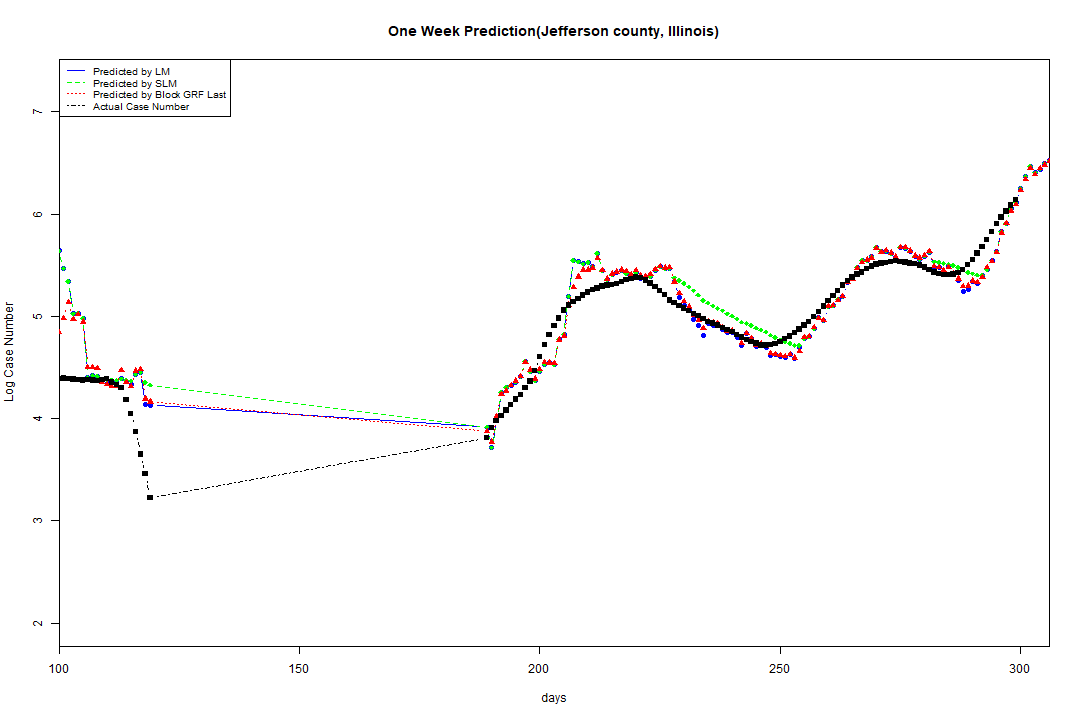 One Week Prediction(Jefferson county, Illinois)
Predicted by LM
Predicted by SLM
Predicted by Block GRF Last
Actual Case Number
Log Case Number
7
6
5
4
3
2
100 150 200 250 300
days